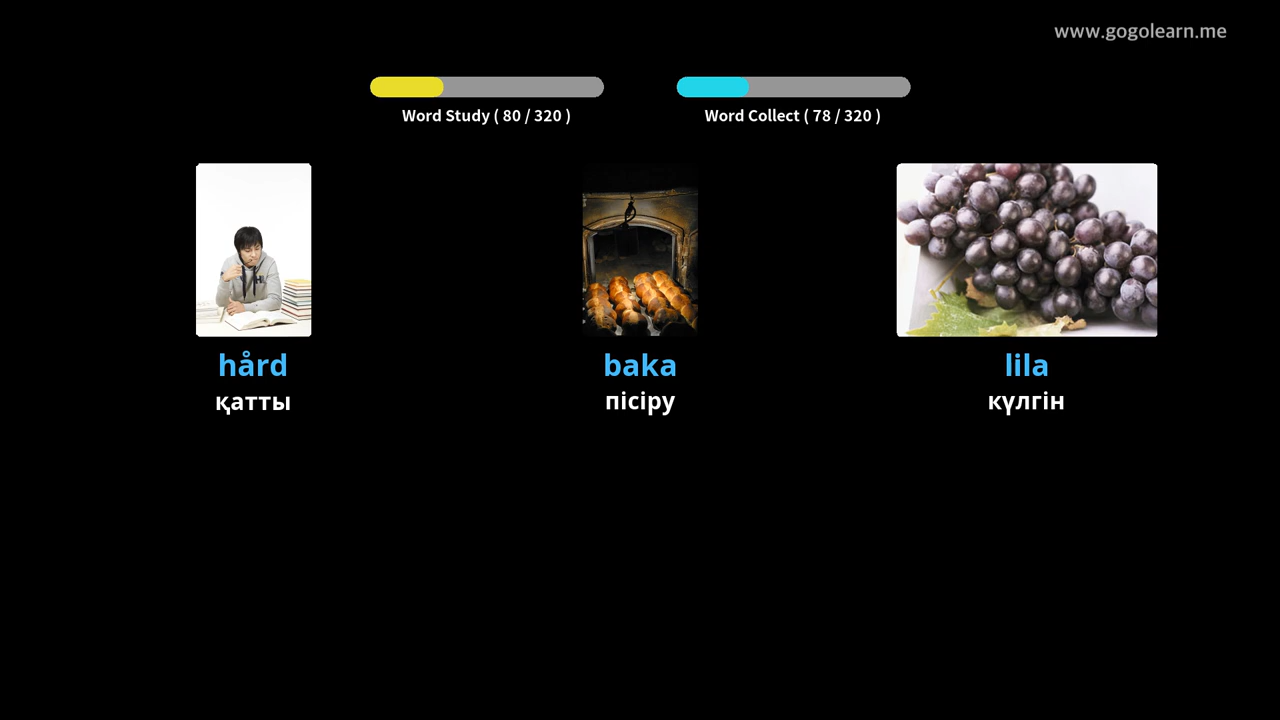 www.gogolearn.me
Word Study ( 80 / 320 )
Word Collect ( 78 / 320 )
hård
baka
lila
қатты
пісіру
күлгін